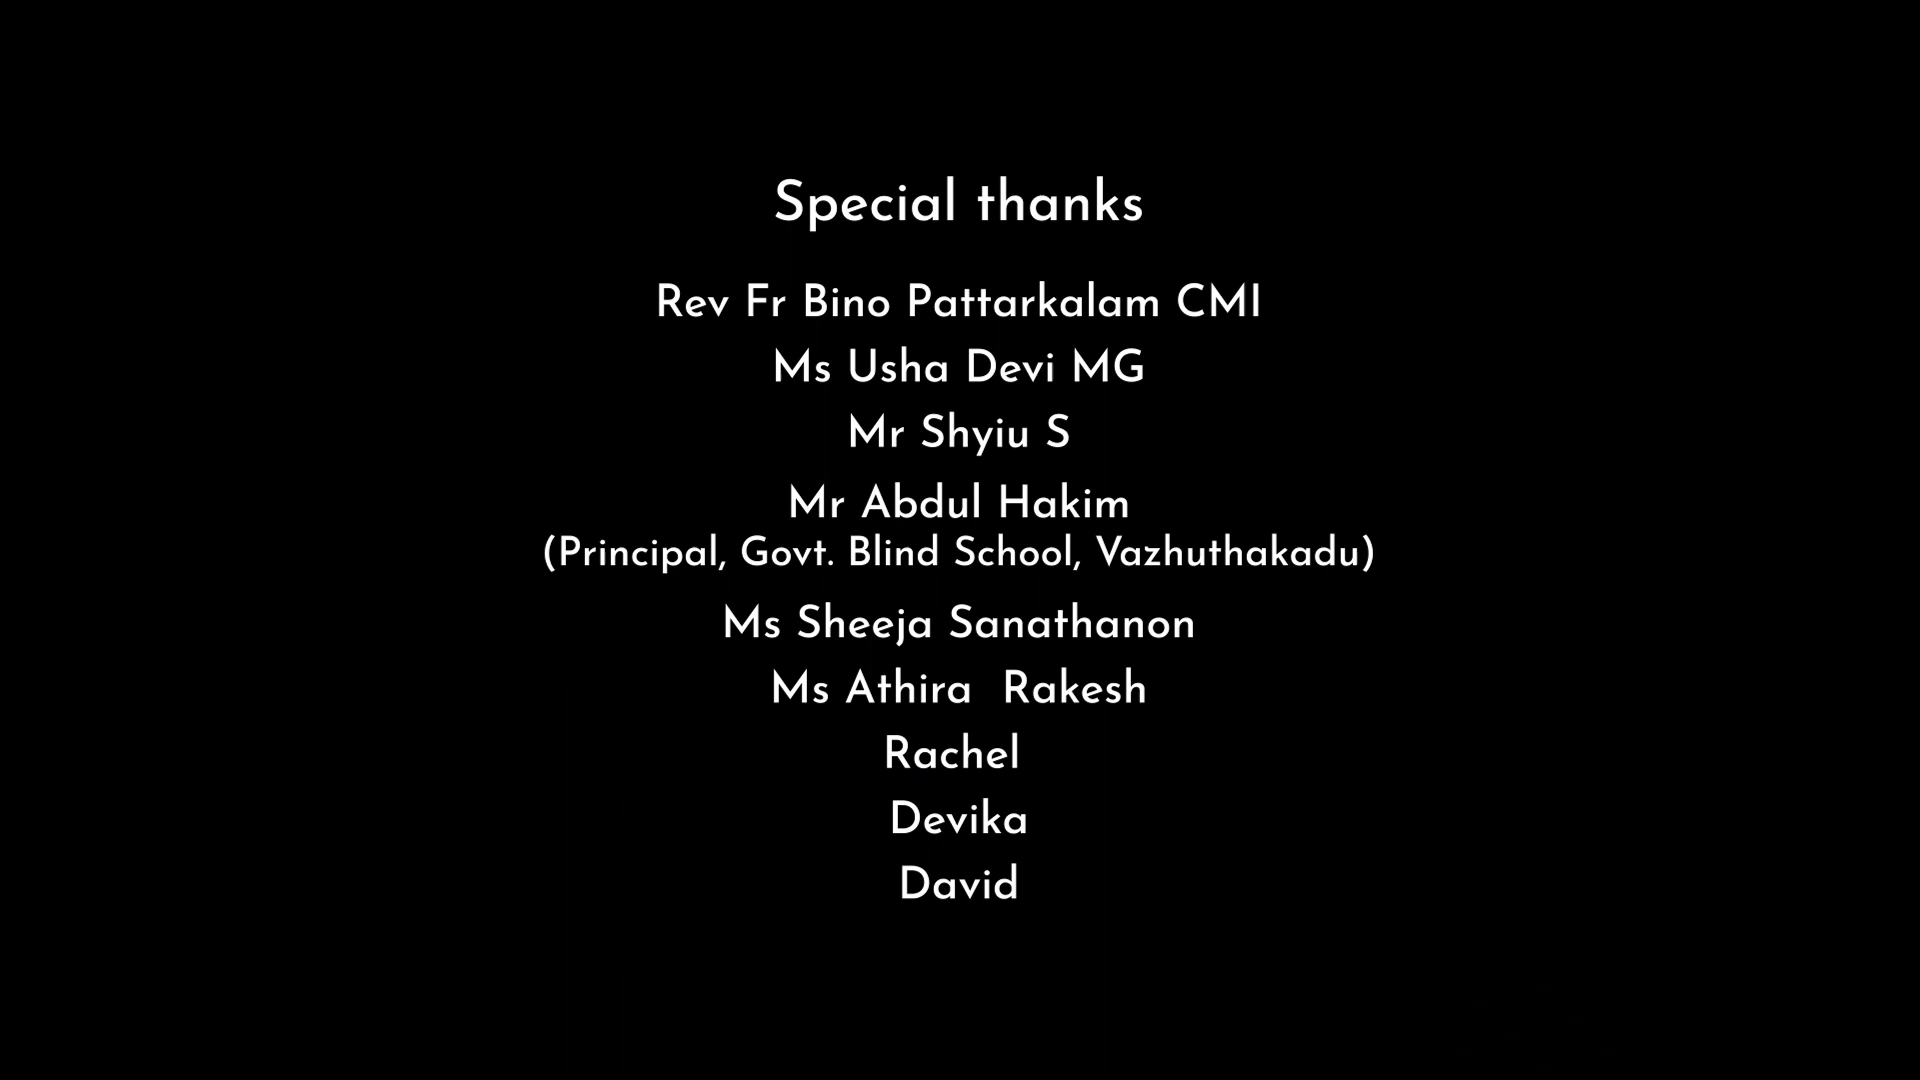 Special thanks
Rev Fr Bino Pattarkalam CMI
Ms Usha Devi MG
Mr Shyiu S
Mr Abdul Hakim
(Principal, Govt. Blind School, Vazhuthakadu)
Ms Sheeja Sanathanon
Ms Athira  Rakesh
Rachel
Devika
David